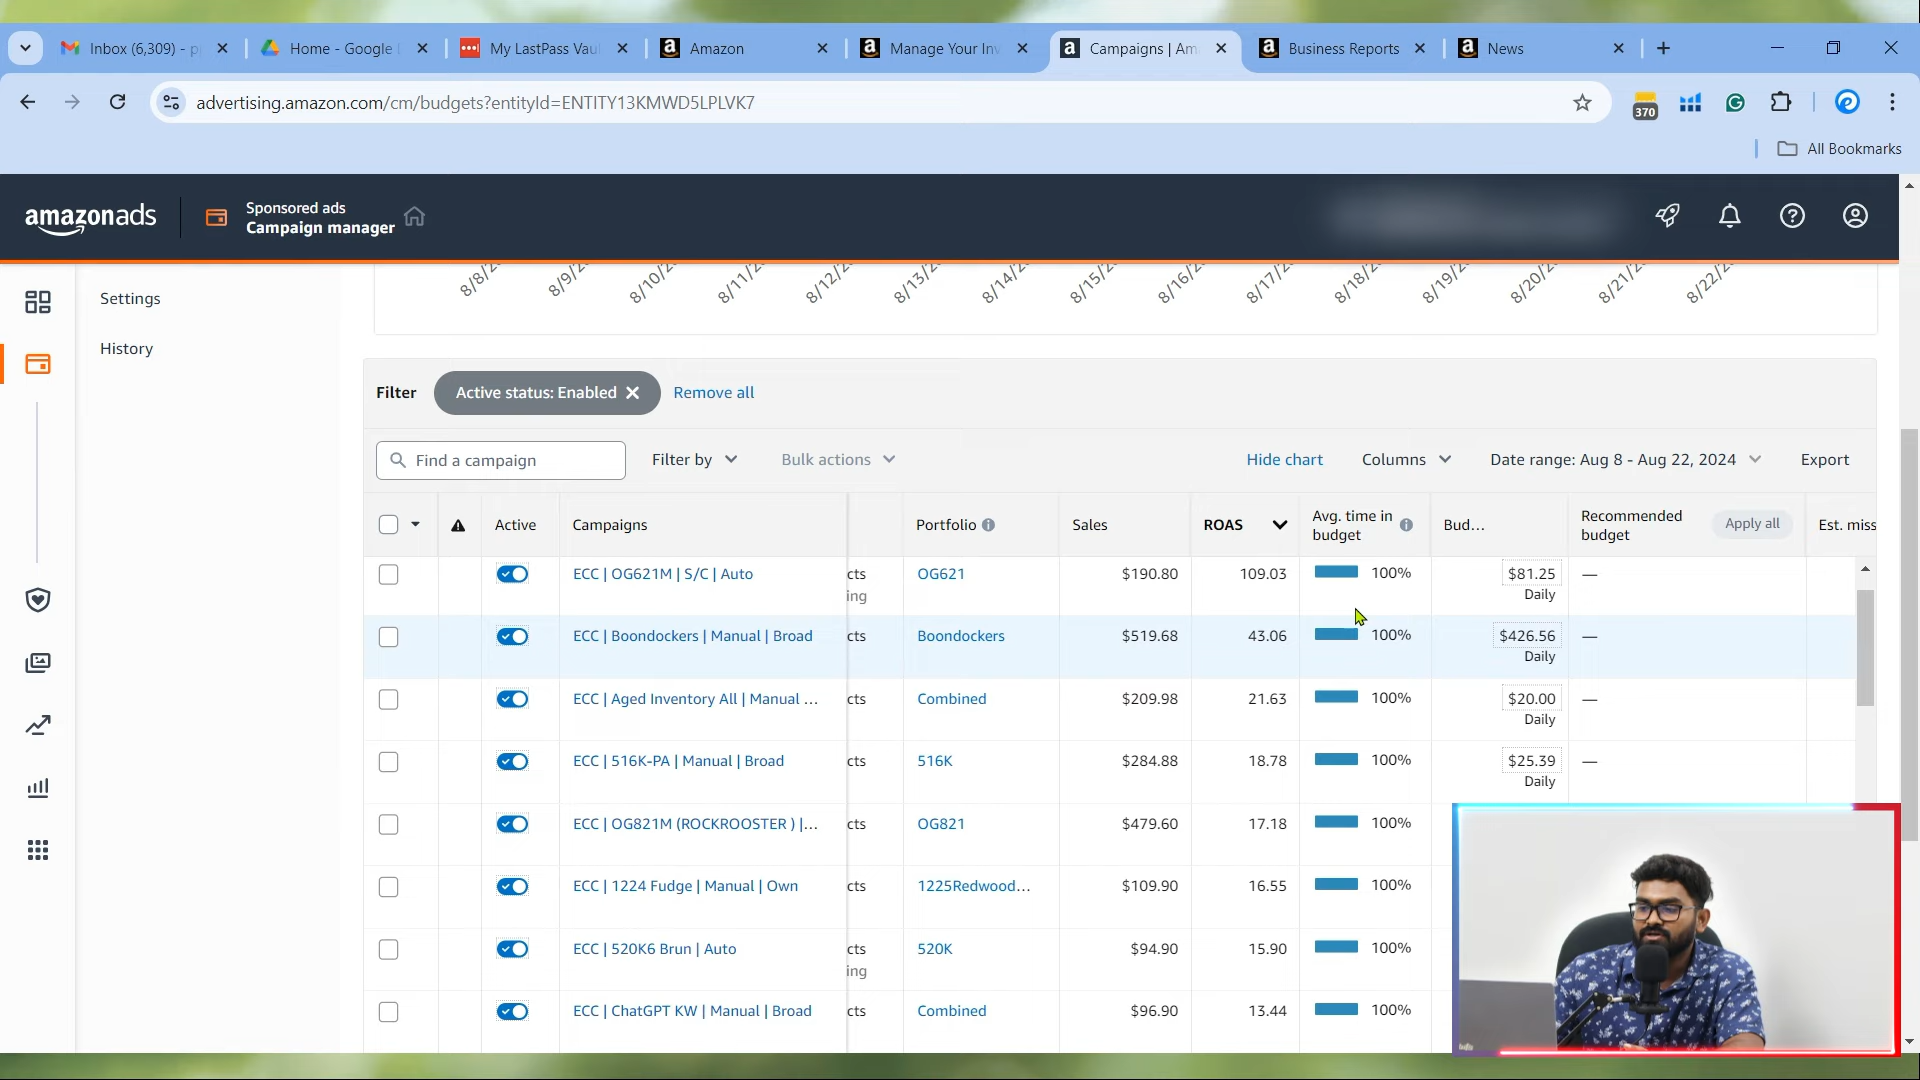 Inbox (6,309) - p
Home - Google
My LastPass Vau
Amazon
Manage Your Inv
Campaigns | Am
Business Reports
News
advertising.amazon.com/cm/budgets?entityId=ENTITY13KMWD5LPLVK7
370
All Bookmarks
amazonads
Sponsored ads
Campaign manager
8/8/2
8/9/2
8/10/2
8/11/2
8/12/2
8/13/2
8/14/2
8/15/2
8/16/2
8/17/2
8/18/2
8/19/2
8/20/2
8/21/2
8/22/2
Settings
History
Filter
Active status: Enabled
Remove all
Find a campaign
Filter by
Bulk actions
Hide chart
Columns
Date range: Aug 8 - Aug 22, 2024
Export
Active
Campaigns
Portfolio
Sales
ROAS
Avg. time in
budget
Bud...
Recommended
budget
Apply all
Est. miss
ECC | OG621M | S/C | Auto
cts
ing
OG621
$190.80
109.03
100%
$81.25
Daily
—
ECC | Boondockers | Manual | Broad
cts
Boondockers
$519.68
43.06
100%
$426.56
Daily
—
ECC | Aged Inventory All | Manual ...
cts
Combined
$209.98
21.63
100%
$20.00
Daily
—
ECC | 516K-PA | Manual | Broad
cts
516K
$284.88
18.78
100%
$25.39
Daily
—
ECC | OG821M (ROCKROOSTER ) |...
cts
OG821
$479.60
17.18
100%
ECC | 1224 Fudge | Manual | Own
cts
1225Redwood...
$109.90
16.55
100%
ECC | 520K6 Brun | Auto
cts
ing
520K
$94.90
15.90
100%
ECC | ChatGPT KW | Manual | Broad
cts
Combined
$96.90
13.44
100%